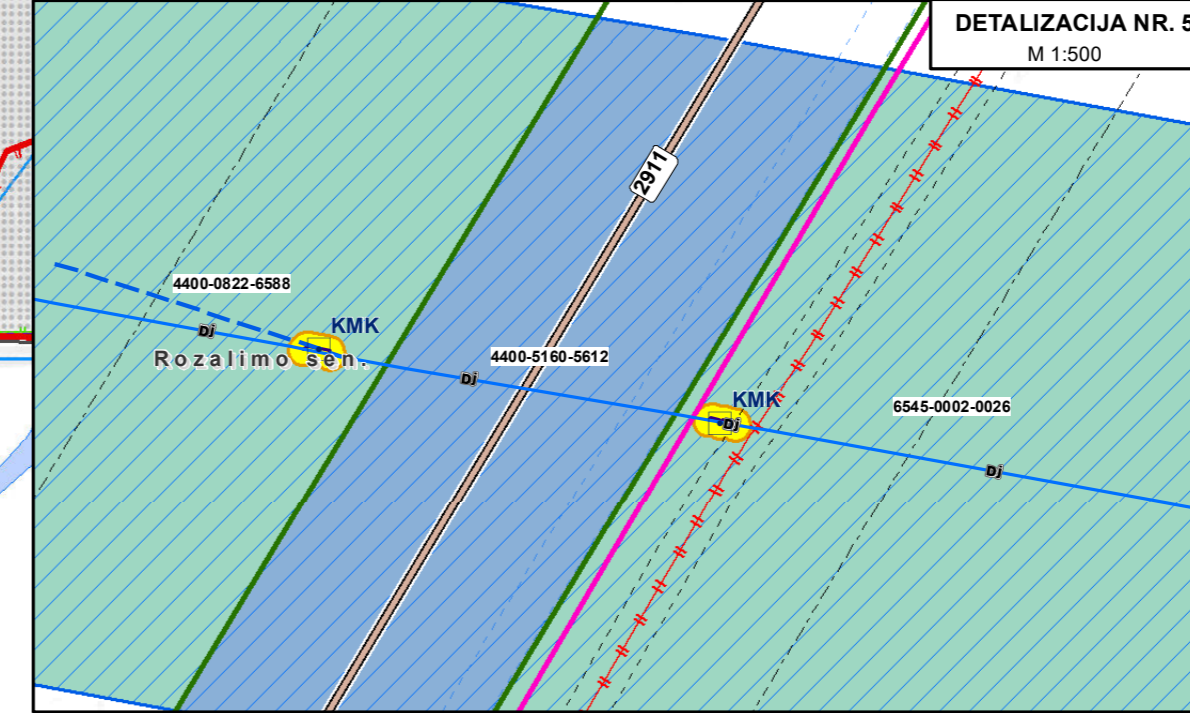 DETALIZACIJA NR. 5
M 1:500
2911
4400-0822-6588
Dj
KMK
Rozalimo sen.
4400-5160-5612
Dj
KMK
Dj
6545-0002-0026
Dj